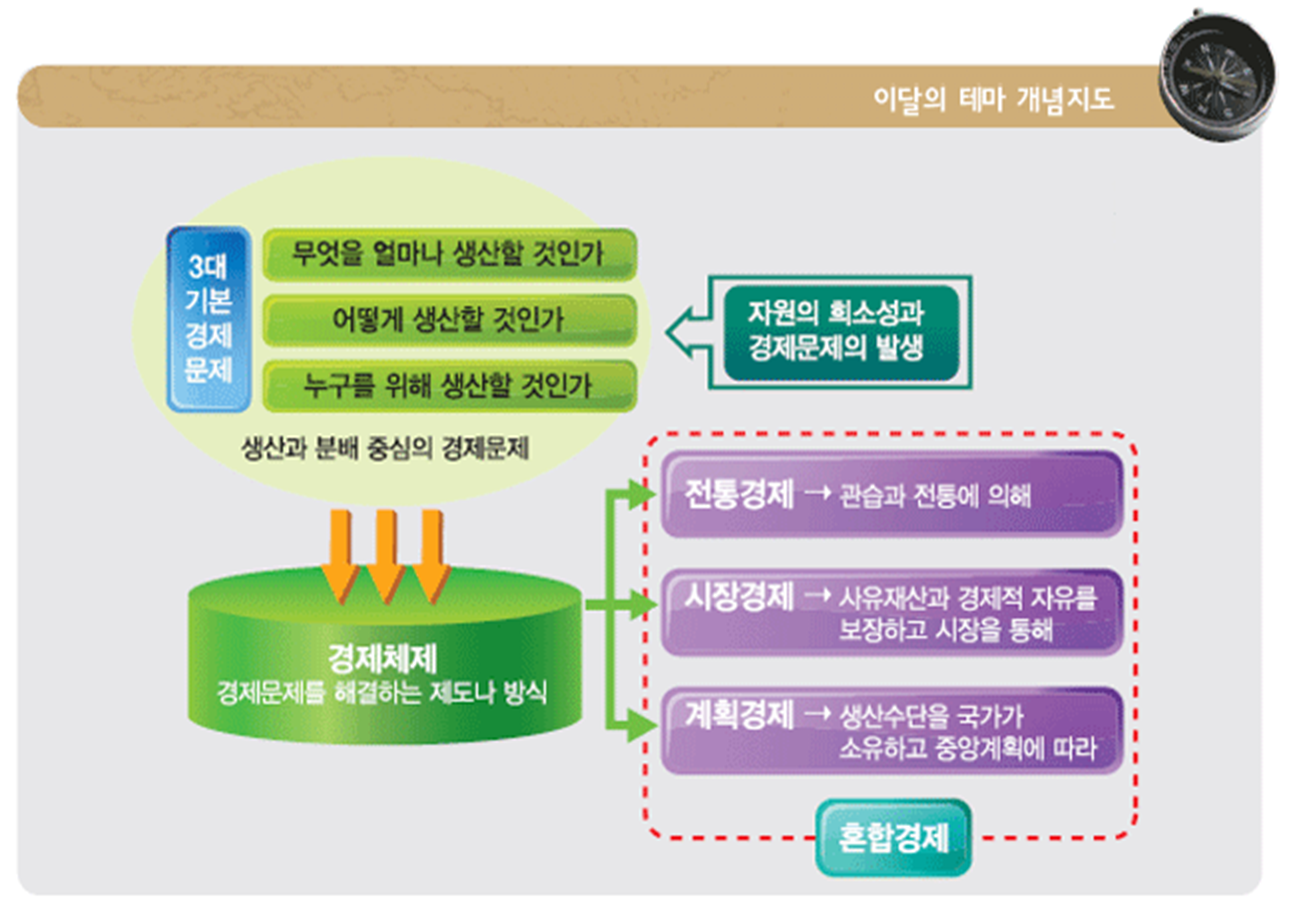 이달의 테마 개념지도
3대
기본
경제
문제
무엇을 얼마나 생산할 것인가
어떻게 생산할 것인가
누구를 위해 생산할 것인가
생산과 분배 중심의 경제문제
자원의 희소성과
경제문제의 발생
경제체제
경제문제를 해결하는 제도나 방식
전통경제 → 관습과 전통에 의해
시장경제 → 사유재산과 경제적 자유를
보장하고 시장을 통해
계획경제 → 생산수단을 국가가
소유하고 중앙계획에 따라
혼합경제